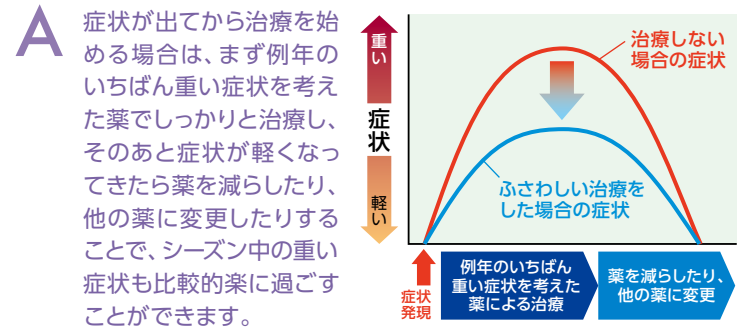 A
症状が出てから治療を始
める場合は、まず例年の
いちばん重い症状を考え
た薬でしっかりと治療し、
そのあと症状が軽くなっ
てきたら薬を減らしたり、
他の薬に変更したりする
ことで、シーズン中の重い
症状も比較的楽に過ごす
ことができます。
重い
症状
軽い
治療しない
場合の症状
ふさわしい治療を
した場合の症状
症状
発現
例年のいちばん
重い症状を考えた
薬による治療
薬を減らしたり、
他の薬に変更